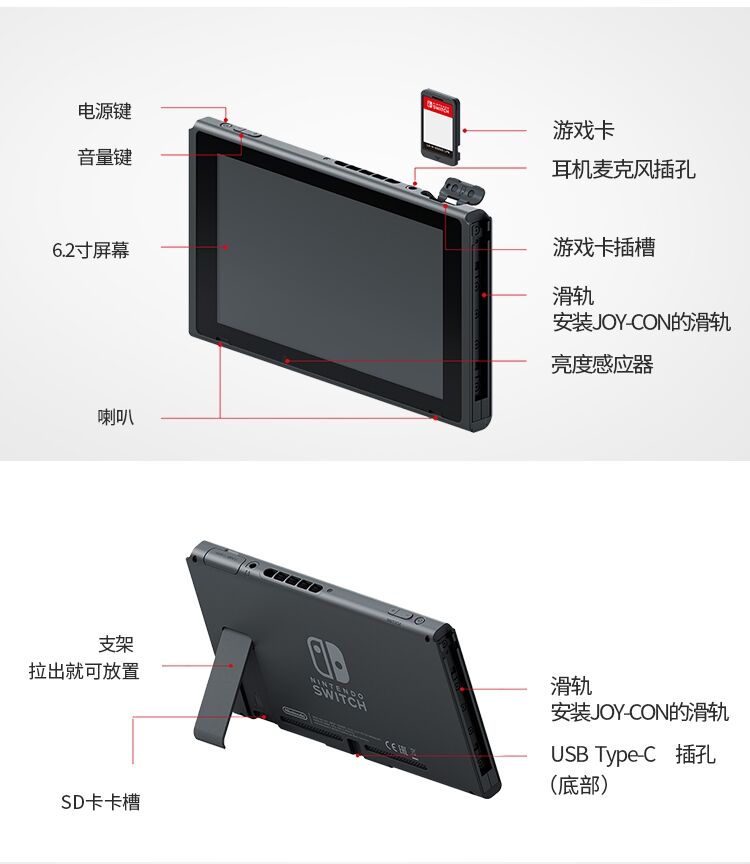 电源键
音量键
6.2寸屏幕
喇叭
NINTENDO
SWITCH
游戏卡
耳机麦克风插孔
游戏卡插槽
滑轨
安装JOY-CON的滑轨
亮度感应器
支架
拉出就可放置
SD卡卡槽
NINTENDO
SWITCH
Nintendo
CE
滑轨
安装JOY-CON的滑轨
USB Type-C 插孔
（底部）